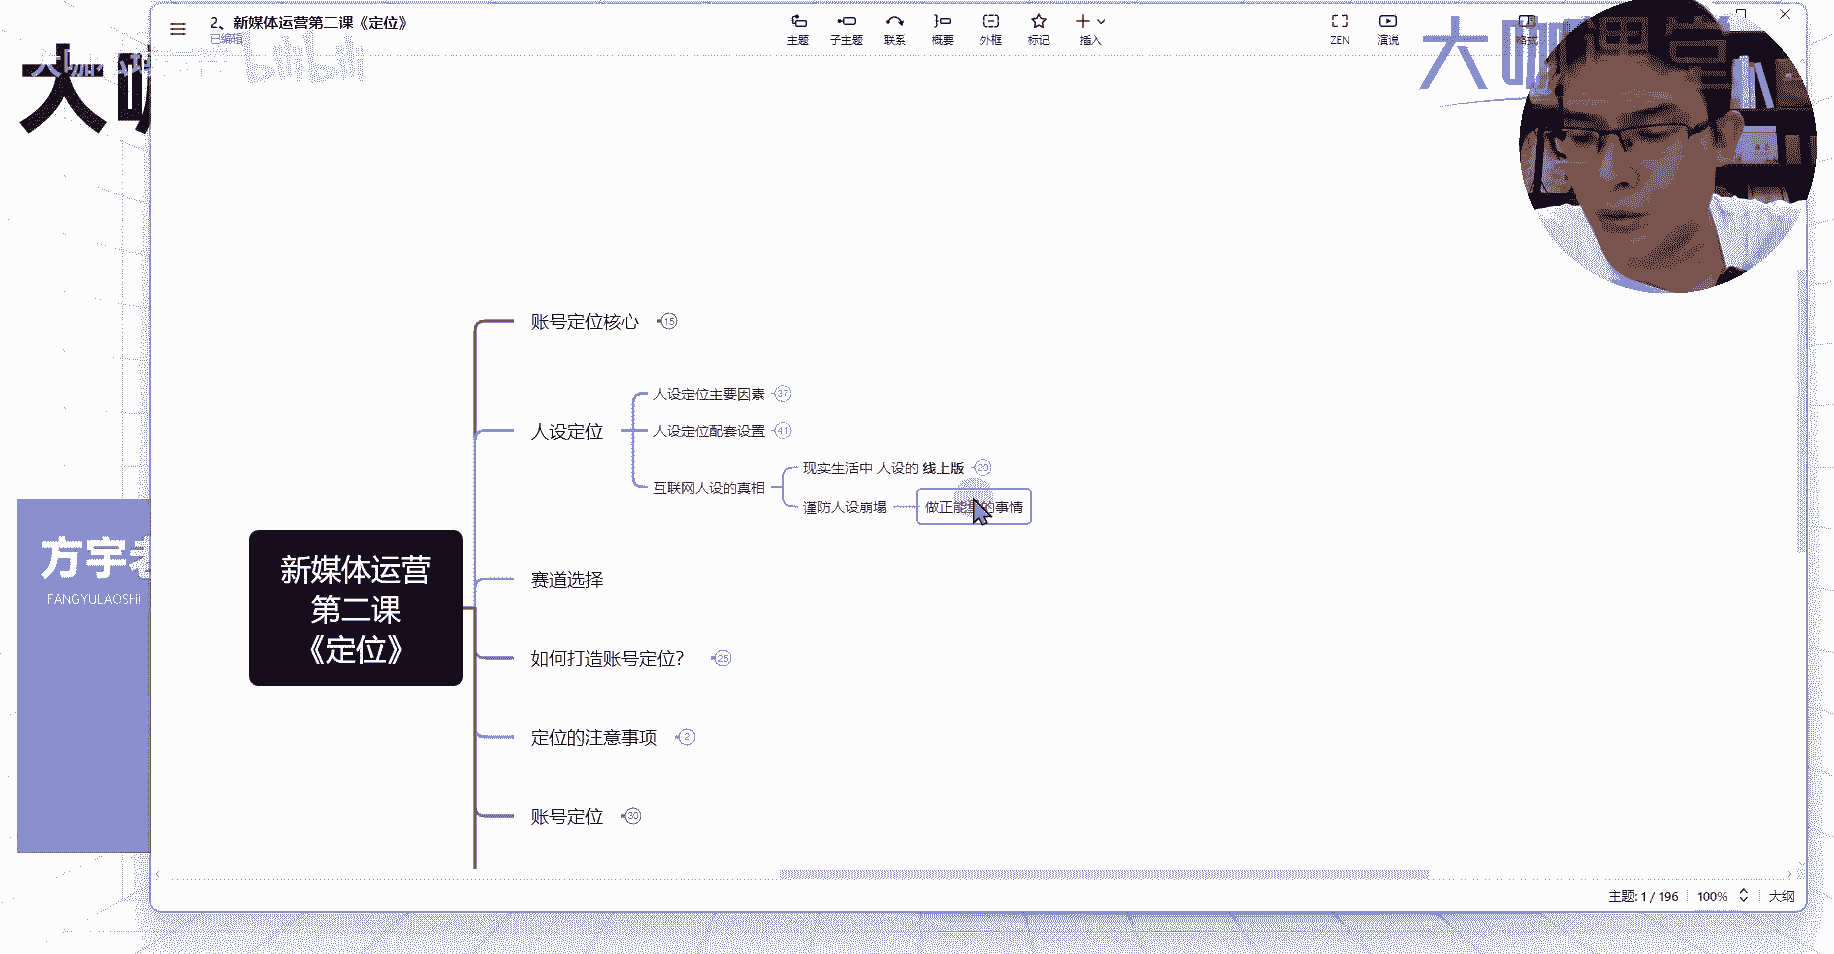 2、新媒体运营第二课《定位》
已编辑
主题
子主题
联系
概要
外框
标记
插入
ZEN
演说
格式
大咖课堂
bilibili
大咖
账号定位核心 15
人设定位
人设定位主要因素 37
人设定位配套设置 41
互联网人设的真相
现实生活中 人设的 线上版 20
谨防人设崩塌
做正能量的事情
赛道选择
新媒体运营
第二课
《定位》
如何打造账号定位？ 25
定位的注意事项 2
账号定位 30
方宇老
FANGYULAOSHI
主题: 1 / 196
100%
大纲